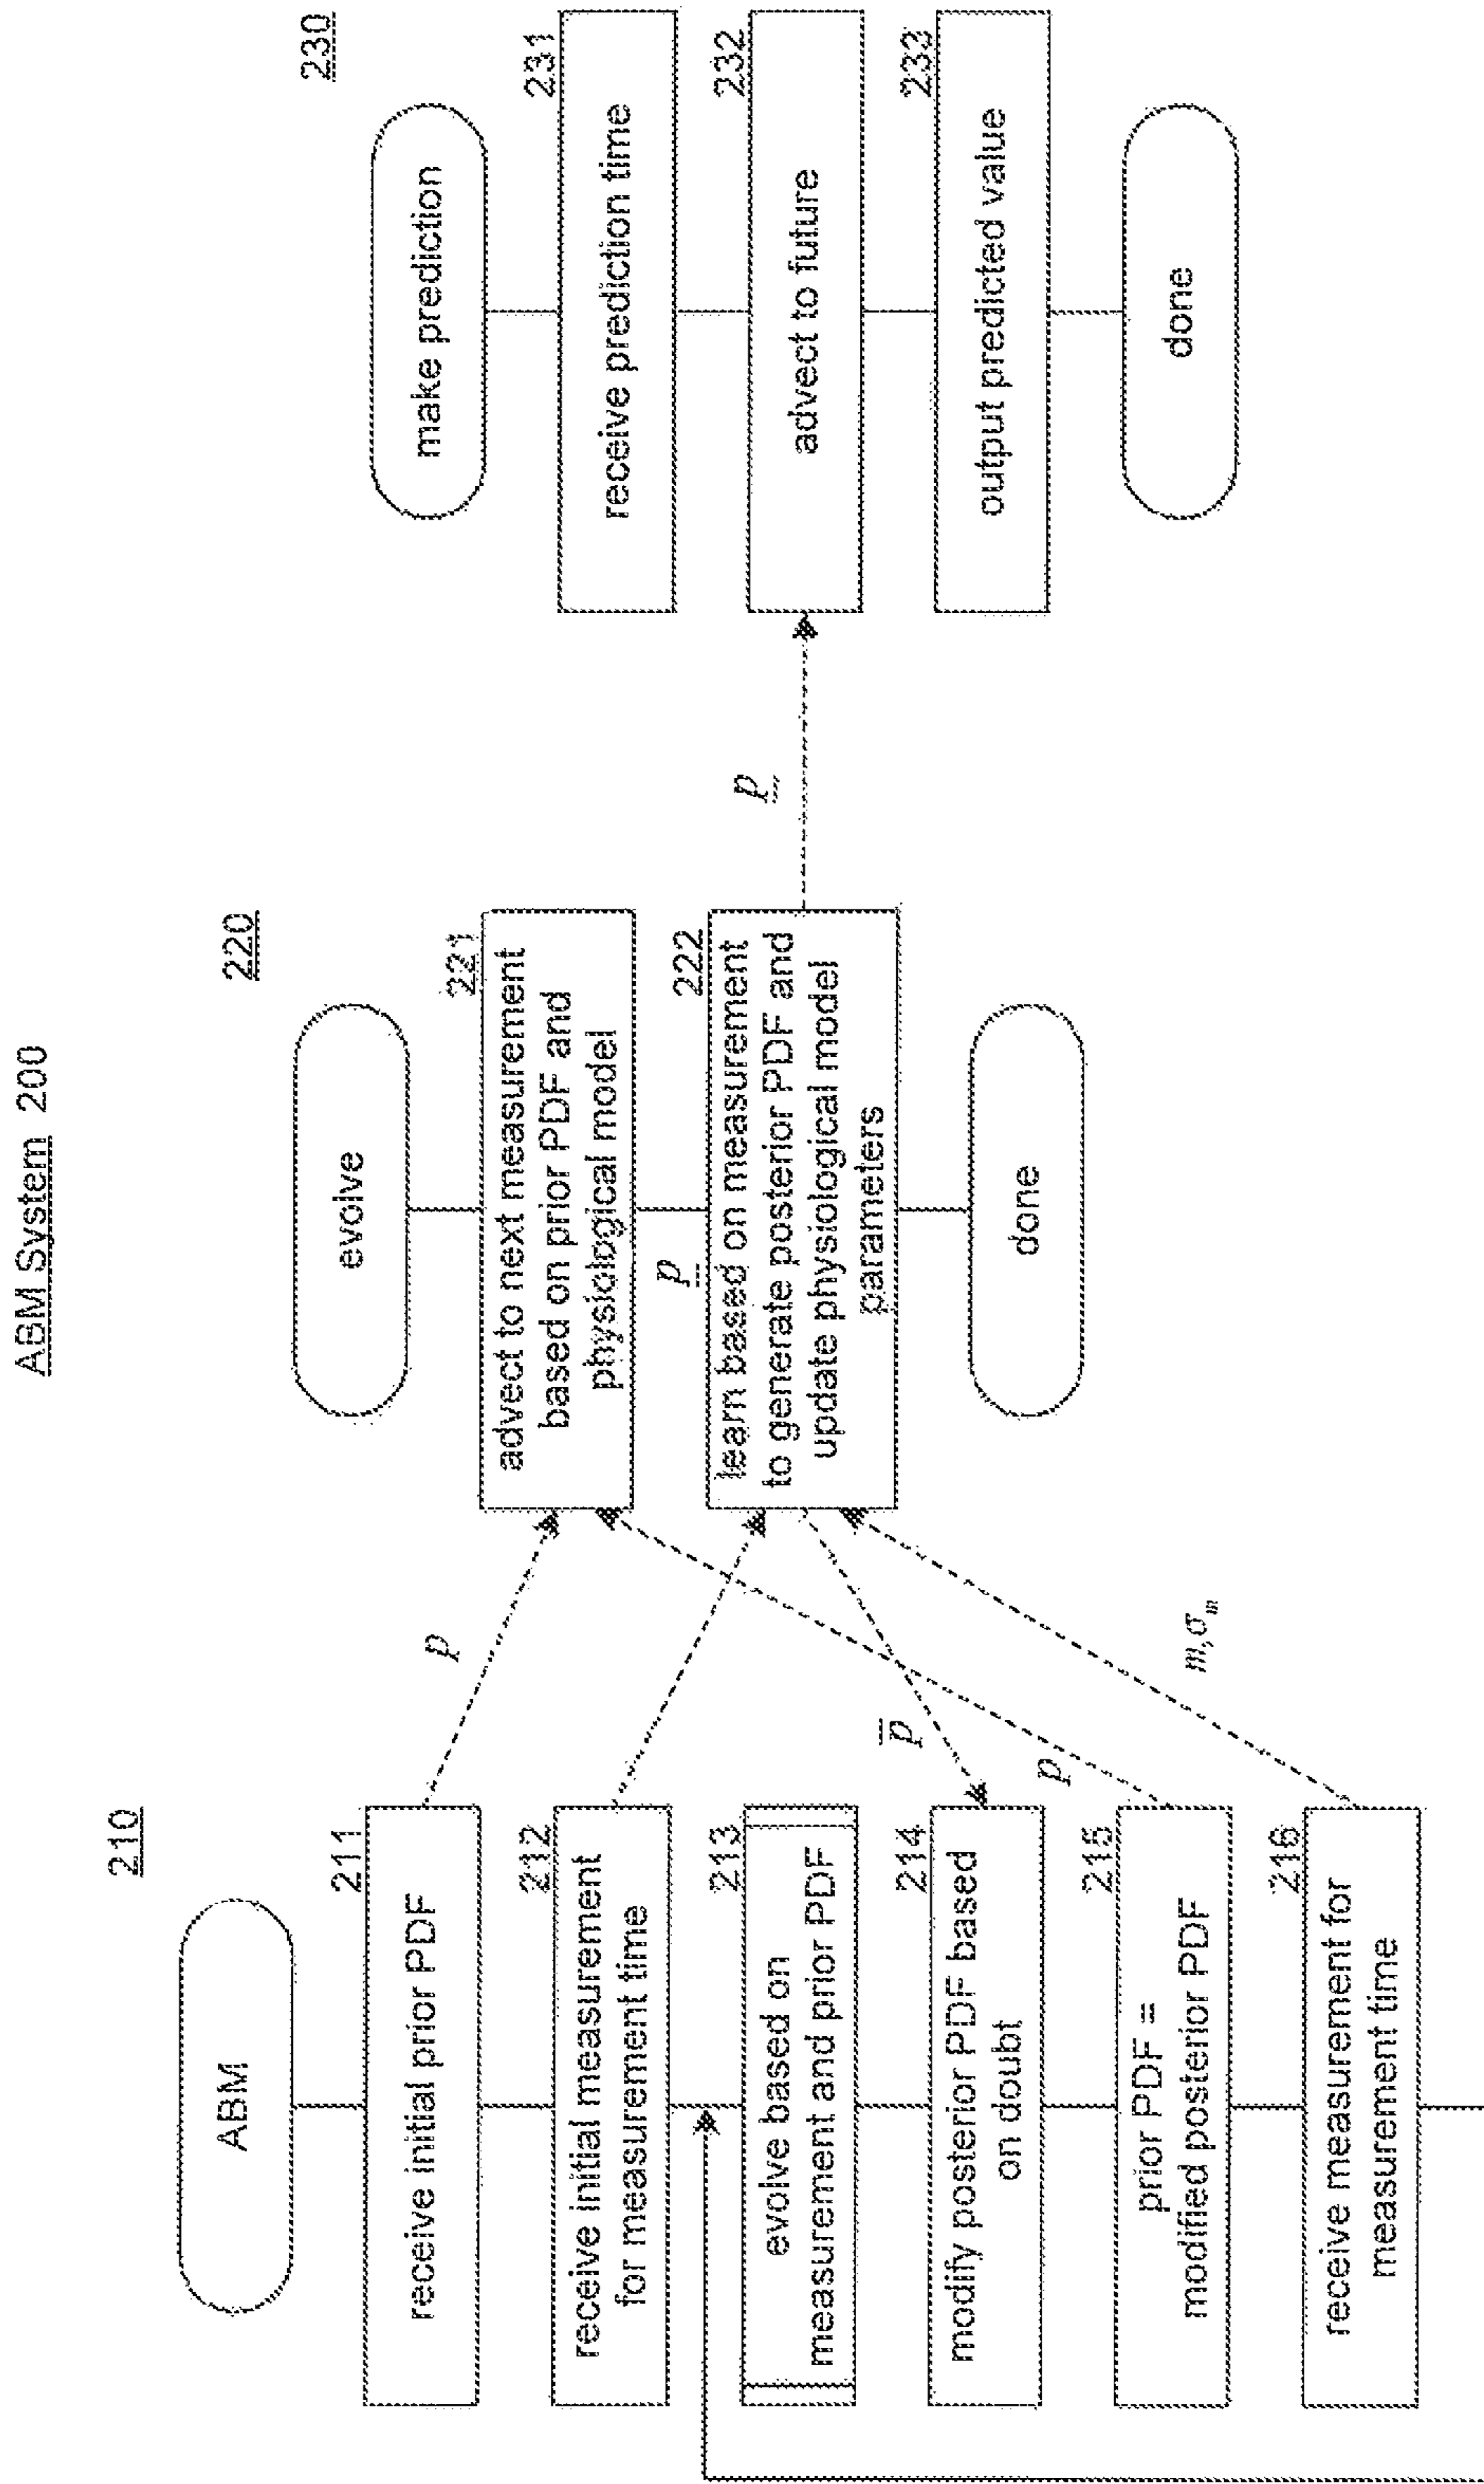 ABM System 200
210
ABM
211
receive initial prior PDF
212
receive initial measurement
for measurement time
213
evolve based on
measurement and prior PDF
214
modify posterior PDF based
on doubt
215
prior PDF =
modified posterior PDF
216
receive measurement for
measurement time
p
p̅
p
m,σₘ
220
evolve
221
advect to next measurement
based on prior PDF and
physiological model
p̲
222
learn based on measurement
to generate posterior PDF and
update physiological model
parameters
done
p̲
230
make prediction
231
receive prediction time
232
advect to future
233
output predicted value
done